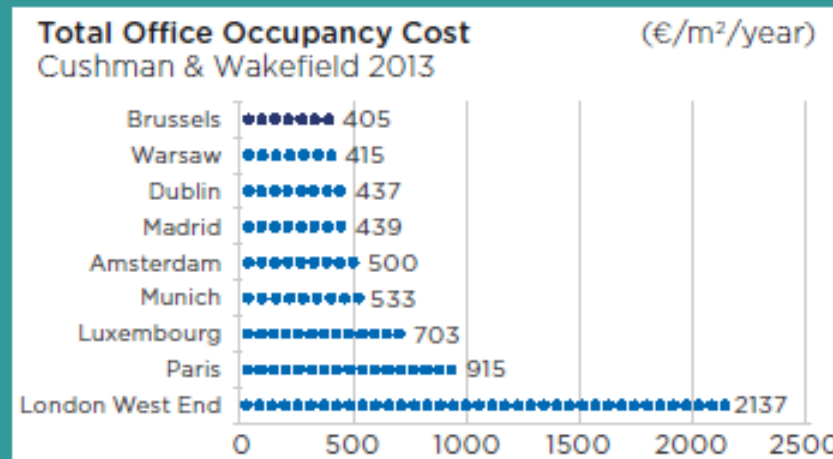 Total Office Occupancy Cost (€/m²/year)
Cushman & Wakefield 2013
Brussels 405
Warsaw 415
Dublin 437
Madrid 439
Amsterdam 500
Munich 533
Luxembourg 703
Paris 915
London West End 2137
0 500 1000 1500 2000 2500